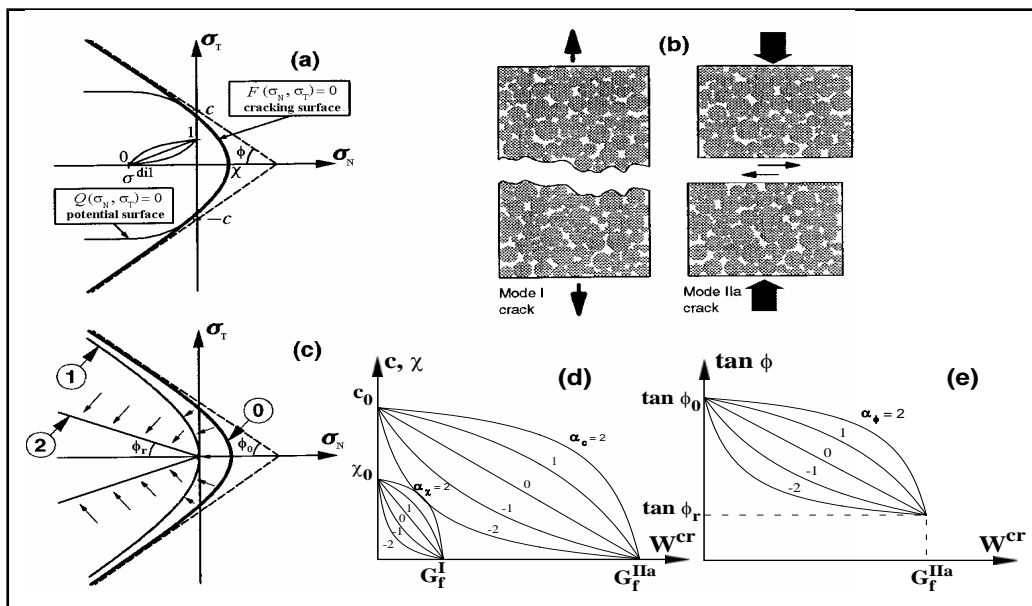 σT
(a)
F (σN, σT) = 0
cracking surface
c
1
ϕ
0
σN
σdil
χ
Q (σN, σT) = 0
potential surface
−c
(b)
Mode I
crack
Mode IIa
crack
σT
(c)
1
0
2
ϕr
ϕ0
σN
c, χ
(d)
c0
αc = 2
1
χ0
αχ = 2
0
1
0
-1
-1
-2
-2
Wcr
GfI
GfIIa
tan ϕ
(e)
tan ϕ0
αϕ = 2
1
0
-1
-2
tan ϕr
Wcr
GfIIa